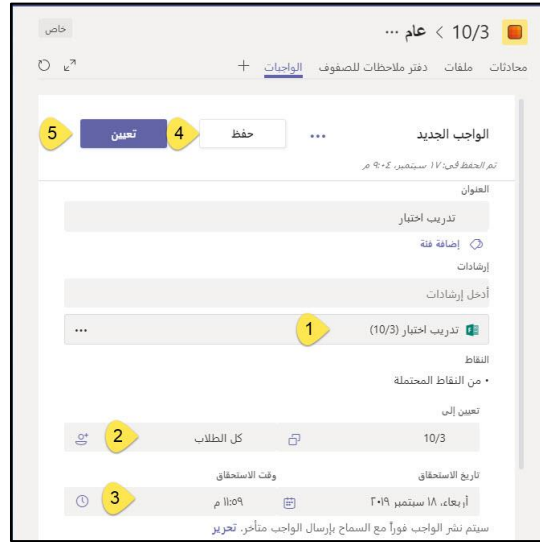 10/3 > عام ...
خاص
محادثات ملفات دفتر ملاحظات للصفوف الواجبات +
الواجب الجديد ... حفظ 4 تعيين 5
تم الحفظ في: ١٧ سبتمبر، ٩:٠٤ م
العنوان
تدريب اختبار
إضافة فئة
إرشادات
أدخل إرشادات
تدريب اختبار (10/3) 1 ...
النقاط
• من النقاط المحتملة
تعيين إلى
10/3 كل الطلاب 2
تاريخ الاستحقاق وقت الاستحقاق
أربعاء، ١٨ سبتمبر ٢٠١٩ ١١:٥٩ م 3
سيتم نشر الواجب فوراً مع السماح بإرسال الواجب متأخر. تحرير